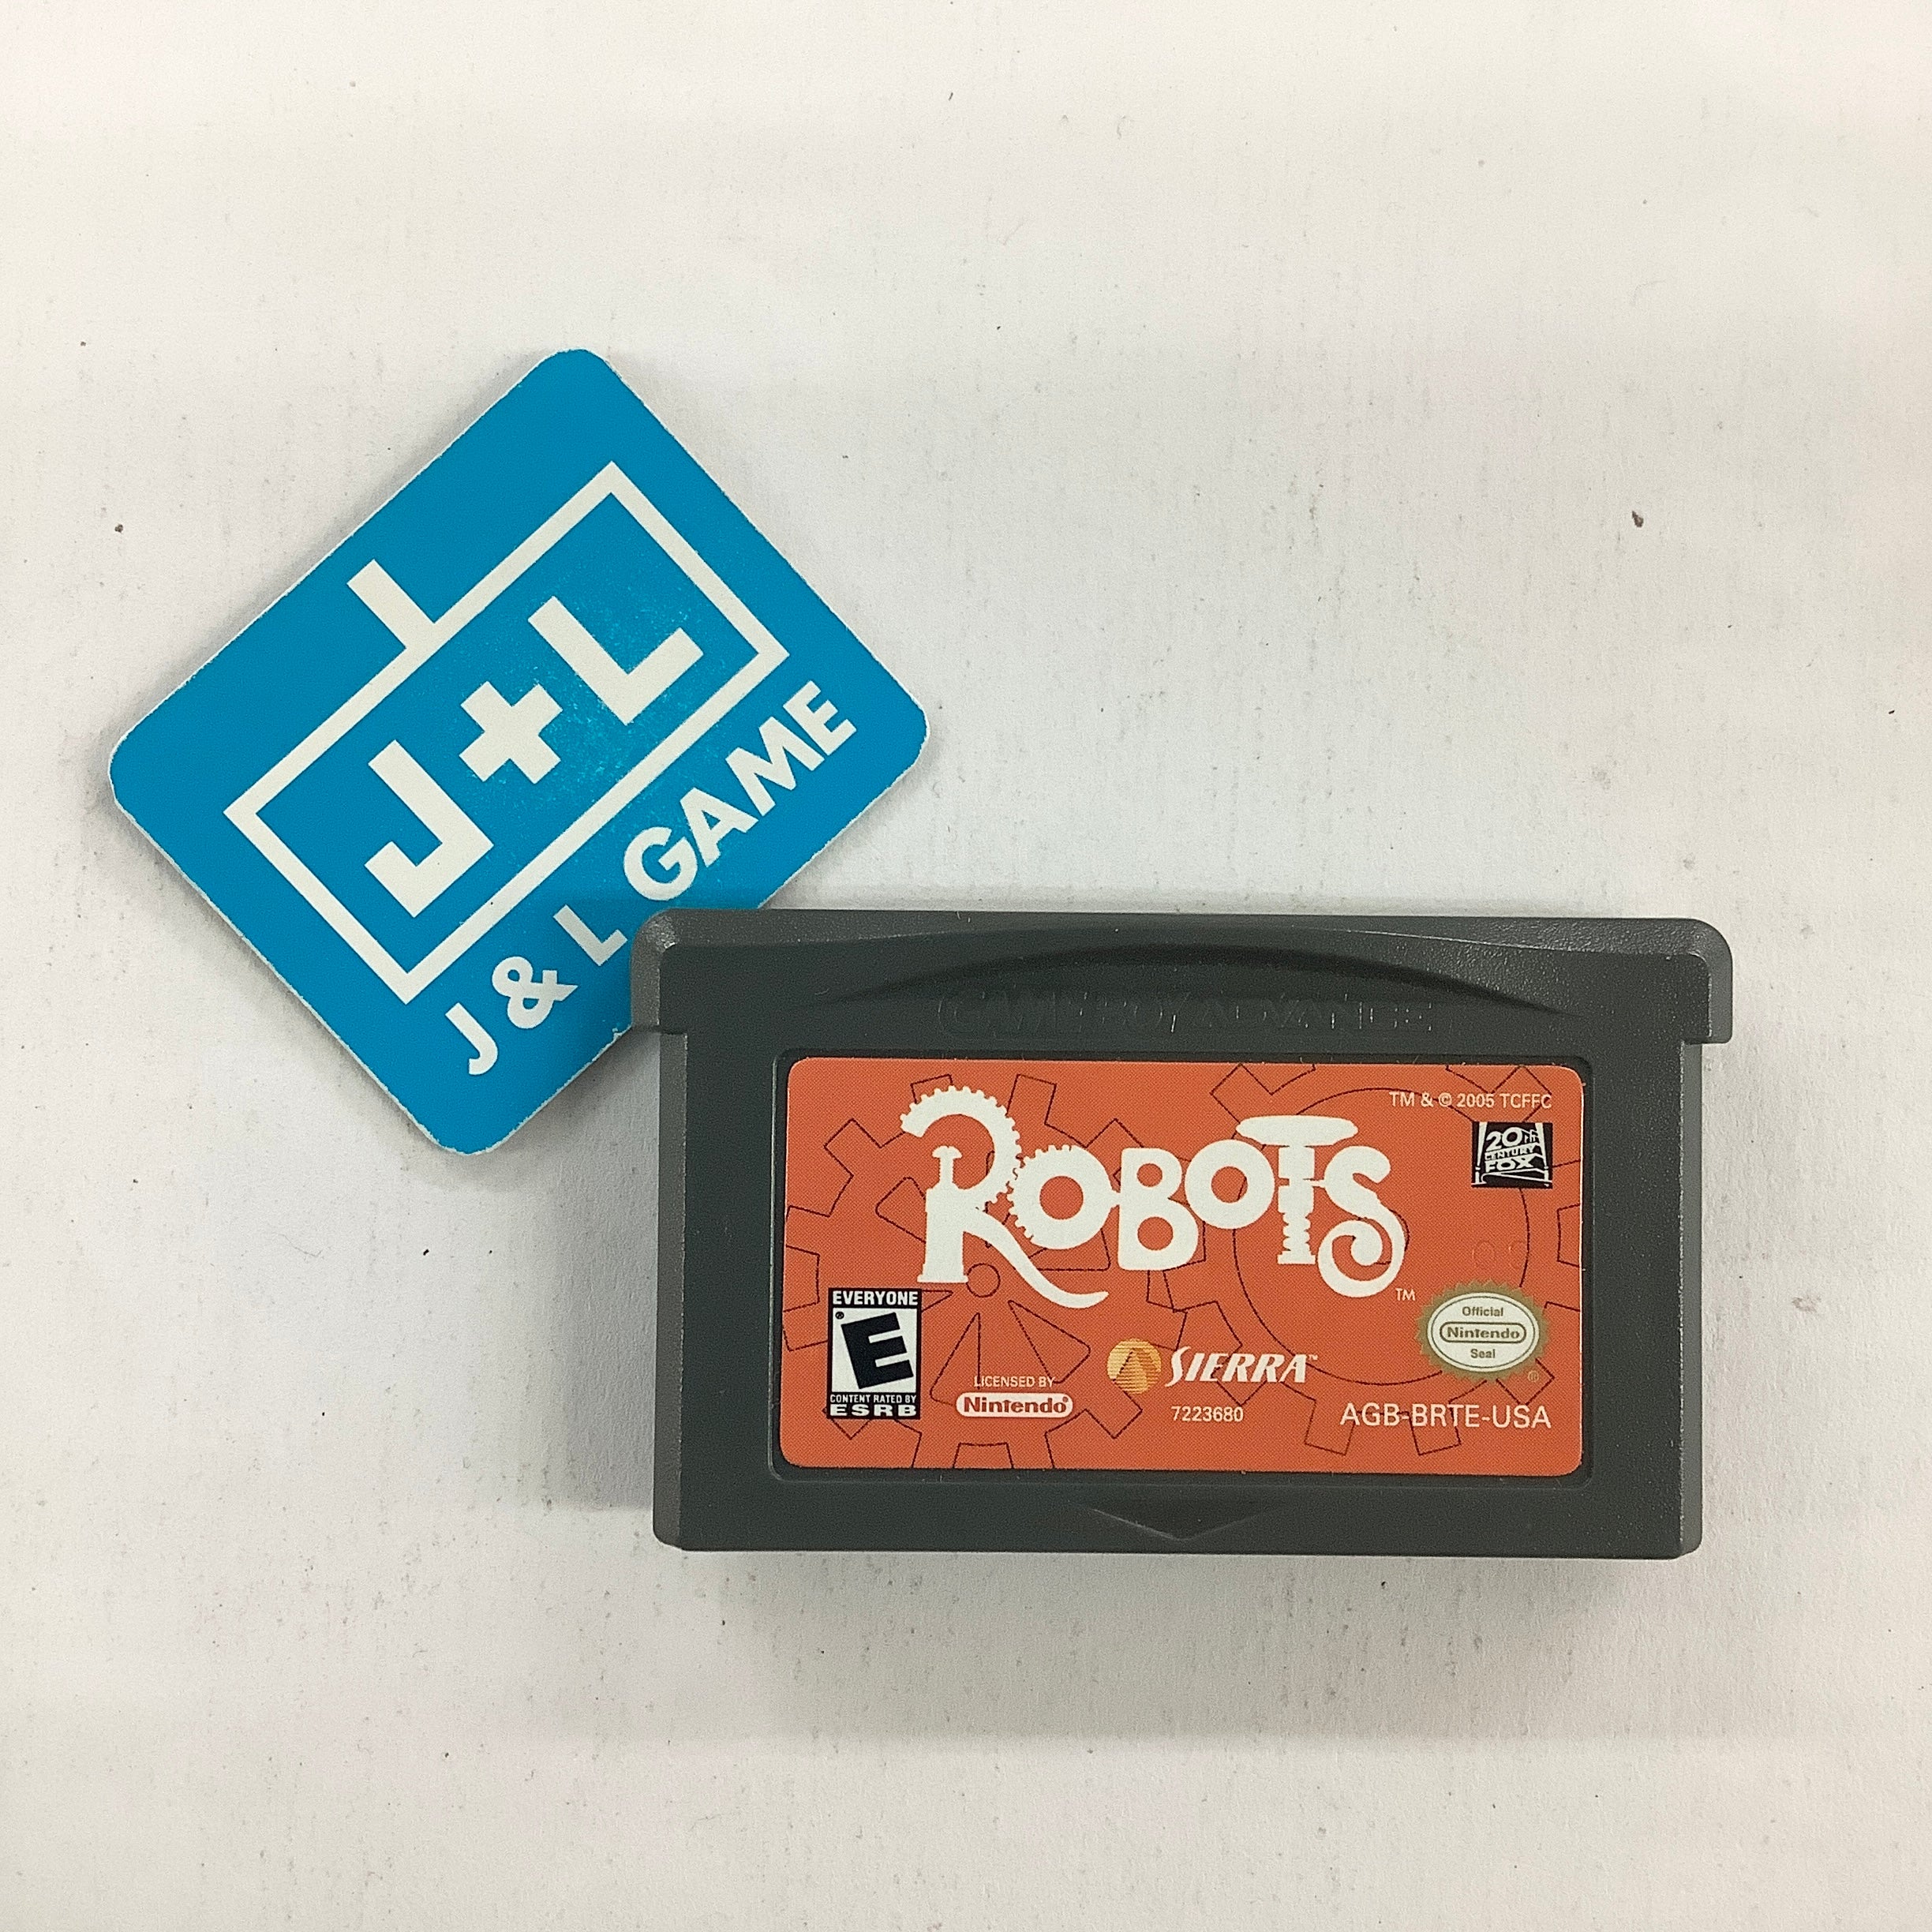 J+L
J & L GAME
GAME BOY ADVANCE
ROBOTS
TM
TM & © 2005 TCFFC
20TH
CENTURY
FOX
EVERYONE
E
CONTENT RATED BY
ESRB
LICENSED BY
Nintendo®
SIERRA™
7223680
Official
Nintendo
Seal
®
AGB-BRTE-USA